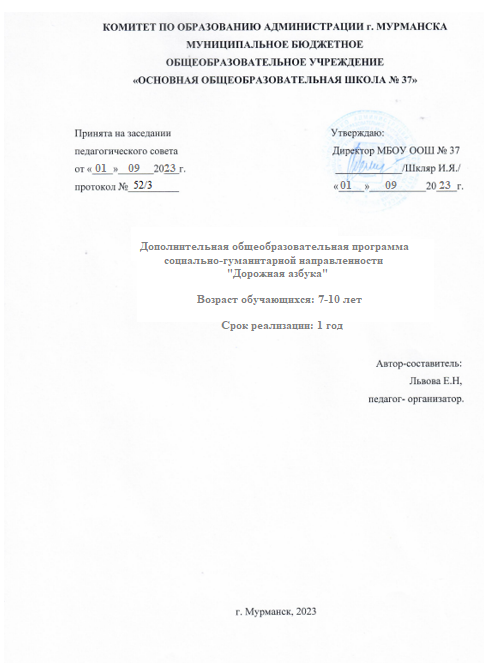 КОМИТЕТ ПО ОБРАЗОВАНИЮ АДМИНИСТРАЦИИ г. МУРМАНСКА
МУНИЦИПАЛЬНОЕ БЮДЖЕТНОЕ
ОБЩЕОБРАЗОВАТЕЛЬНОЕ УЧРЕЖДЕНИЕ
«ОСНОВНАЯ ОБЩЕОБРАЗОВАТЕЛЬНАЯ ШКОЛА № 37»
Принята на заседании
педагогического совета
от «01»   09   2023 г.
протокол № 52/3
Утверждаю:
Директор МБОУ ООШ № 37
/Шкляр И.Я./
«01»   09   2023 г.
Дополнительная общеобразовательная программа
социально-гуманитарной направленности
"Дорожная азбука"
Возраст обучающихся: 7-10 лет
Срок реализации: 1 год
Автор-составитель:
Львова Е.Н,
педагог- организатор.
г. Мурманск, 2023